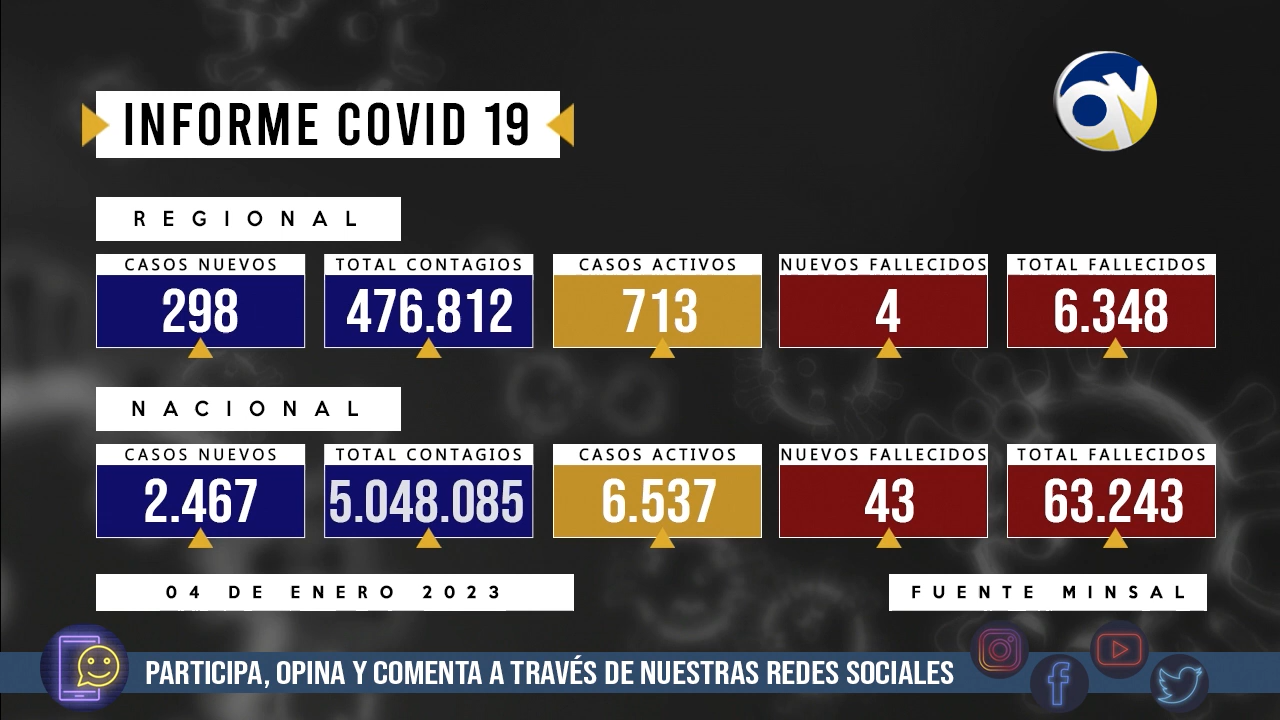 INFORME COVID 19
REGIONAL
CASOS NUEVOS TOTAL CONTAGIOS CASOS ACTIVOS NUEVOS FALLECIDOS TOTAL FALLECIDOS
298 476.812 713 4 6.348
NACIONAL
CASOS NUEVOS TOTAL CONTAGIOS CASOS ACTIVOS NUEVOS FALLECIDOS TOTAL FALLECIDOS
2.467 5.048.085 6.537 43 63.243
04 DE ENERO 2023 FUENTE MINSAL
PARTICIPA, OPINA Y COMENTA A TRAVÉS DE NUESTRAS REDES SOCIALES